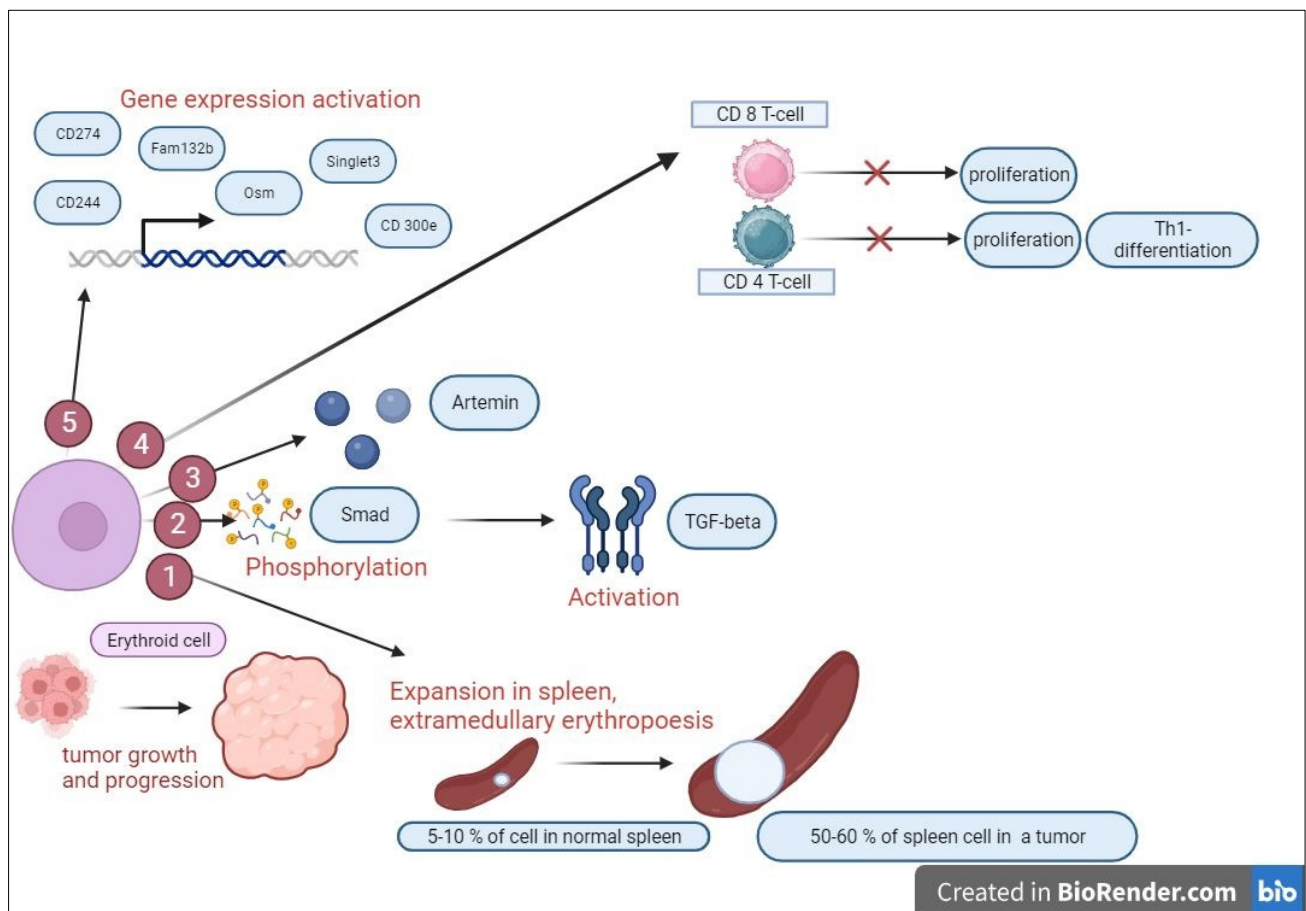 Gene expression activation
CD274
Fam132b
Singlet3
CD244
Osm
CD 300e
CD 8 T-cell
proliferation
proliferation
Th1-
differentiation
CD 4 T-cell
5
4
3
2
1
Artemin
Smad
Phosphorylation
TGF-beta
Activation
Erythroid cell
tumor growth
and progression
Expansion in spleen,
extramedullary erythropoesis
5-10 % of cell in normal spleen
50-60 % of spleen cell in a tumor
Created in BioRender.com bio